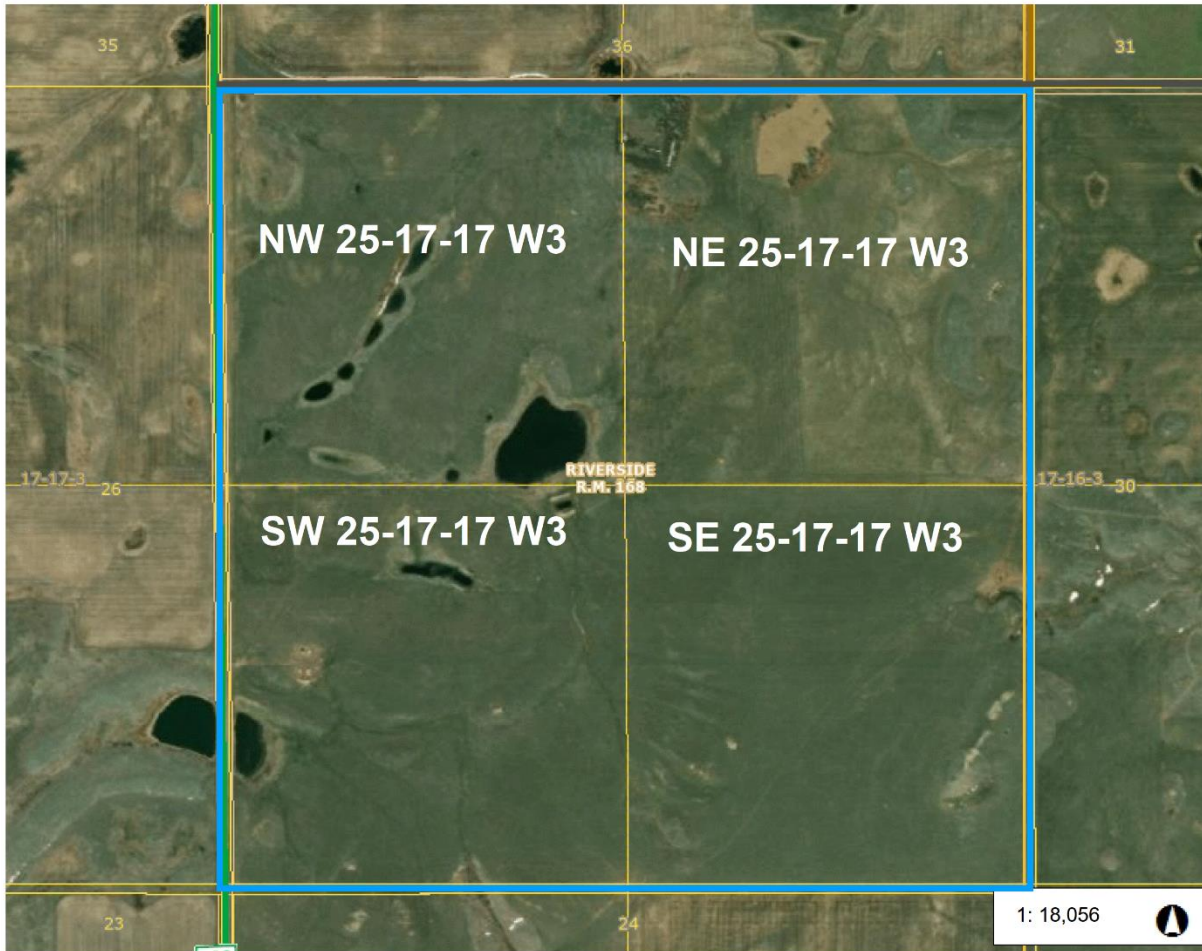 35
36
31
NW 25-17-17 W3
NE 25-17-17 W3
RIVERSIDE
R.M. 168
17-17-3
26
17-16-3
30
SW 25-17-17 W3
SE 25-17-17 W3
23
24
1: 18,056